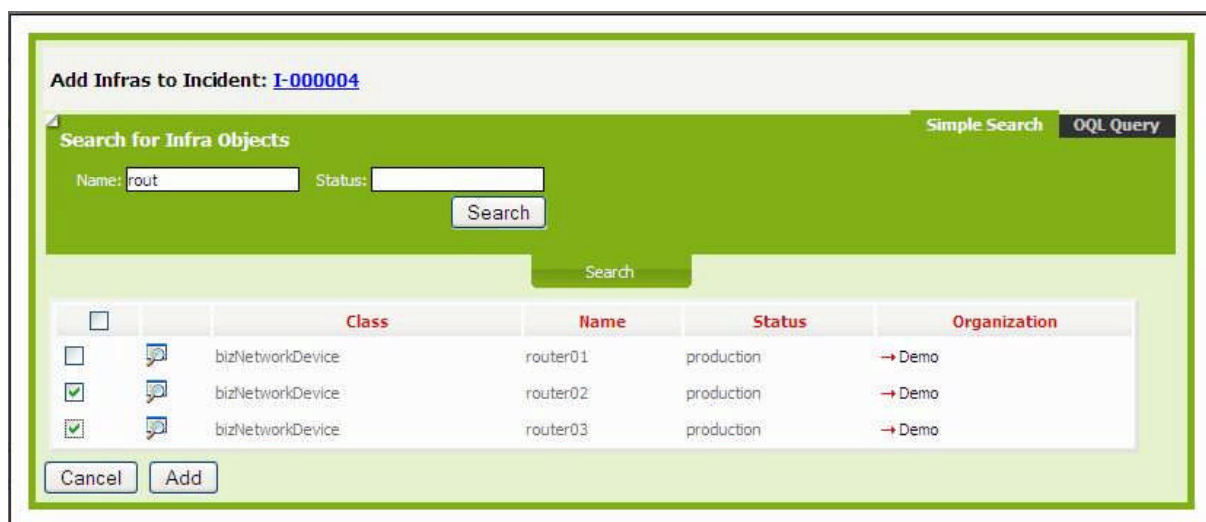 Add Infras to Incident: I-000004
Simple Search OQL Query
Search for Infra Objects
Name: rout Status:
Search
Search
Class Name Status Organization
bizNetworkDevice router01 production → Demo
bizNetworkDevice router02 production → Demo
bizNetworkDevice router03 production → Demo
Cancel Add